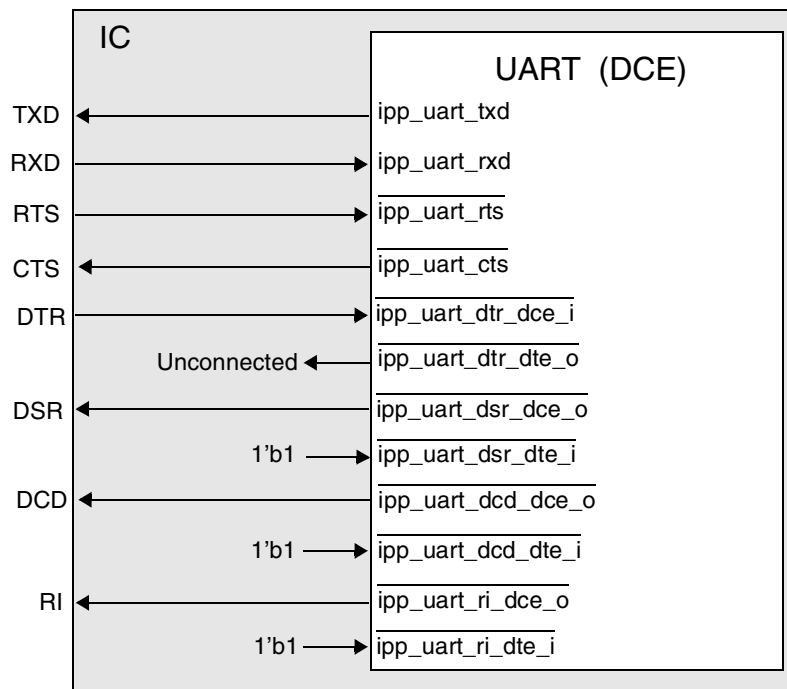 IC
UART (DCE)
TXD ipp_uart_txd
RXD ipp_uart_rxd
RTS ipp_uart_rts
CTS ipp_uart_cts
DTR ipp_uart_dtr_dce_i
Unconnected ipp_uart_dtr_dte_o
DSR ipp_uart_dsr_dce_o
1’b1 ipp_uart_dsr_dte_i
DCD ipp_uart_dcd_dce_o
1’b1 ipp_uart_dcd_dte_i
RI ipp_uart_ri_dce_o
1’b1 ipp_uart_ri_dte_i